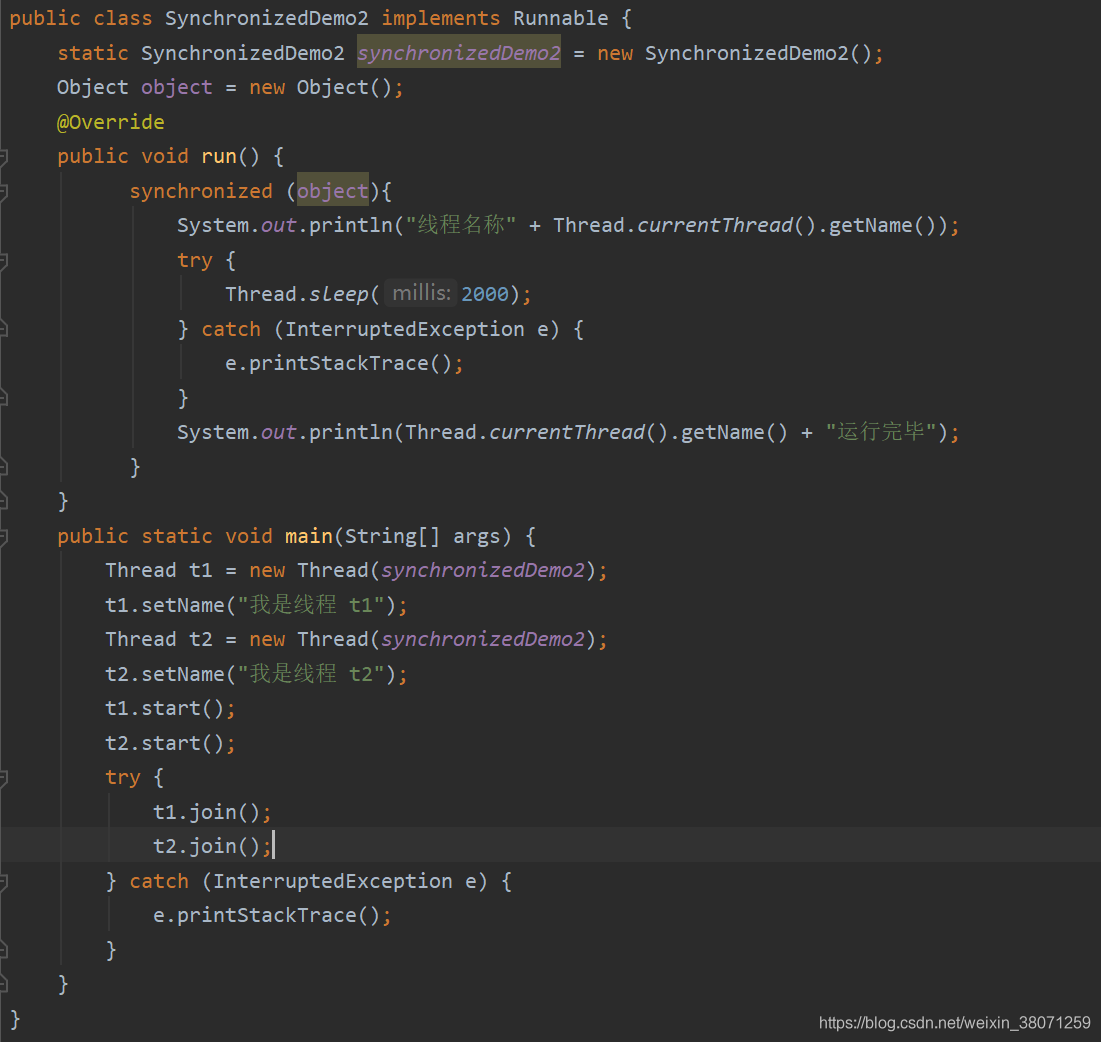 public class SynchronizedDemo2 implements Runnable {
    static SynchronizedDemo2 synchronizedDemo2 = new SynchronizedDemo2();
    Object object = new Object();
    @Override
    public void run() {
          synchronized (object){
              System.out.println("线程名称" + Thread.currentThread().getName());
              try {
                  Thread.sleep( millis: 2000);
              } catch (InterruptedException e) {
                  e.printStackTrace();
              }
              System.out.println(Thread.currentThread().getName() + "运行完毕");
          }
    }
    public static void main(String[] args) {
        Thread t1 = new Thread(synchronizedDemo2);
        t1.setName("我是线程 t1");
        Thread t2 = new Thread(synchronizedDemo2);
        t2.setName("我是线程 t2");
        t1.start();
        t2.start();
        try {
            t1.join();
            t2.join();
        } catch (InterruptedException e) {
            e.printStackTrace();
        }
    }
}
https://blog.csdn.net/weixin_38071259